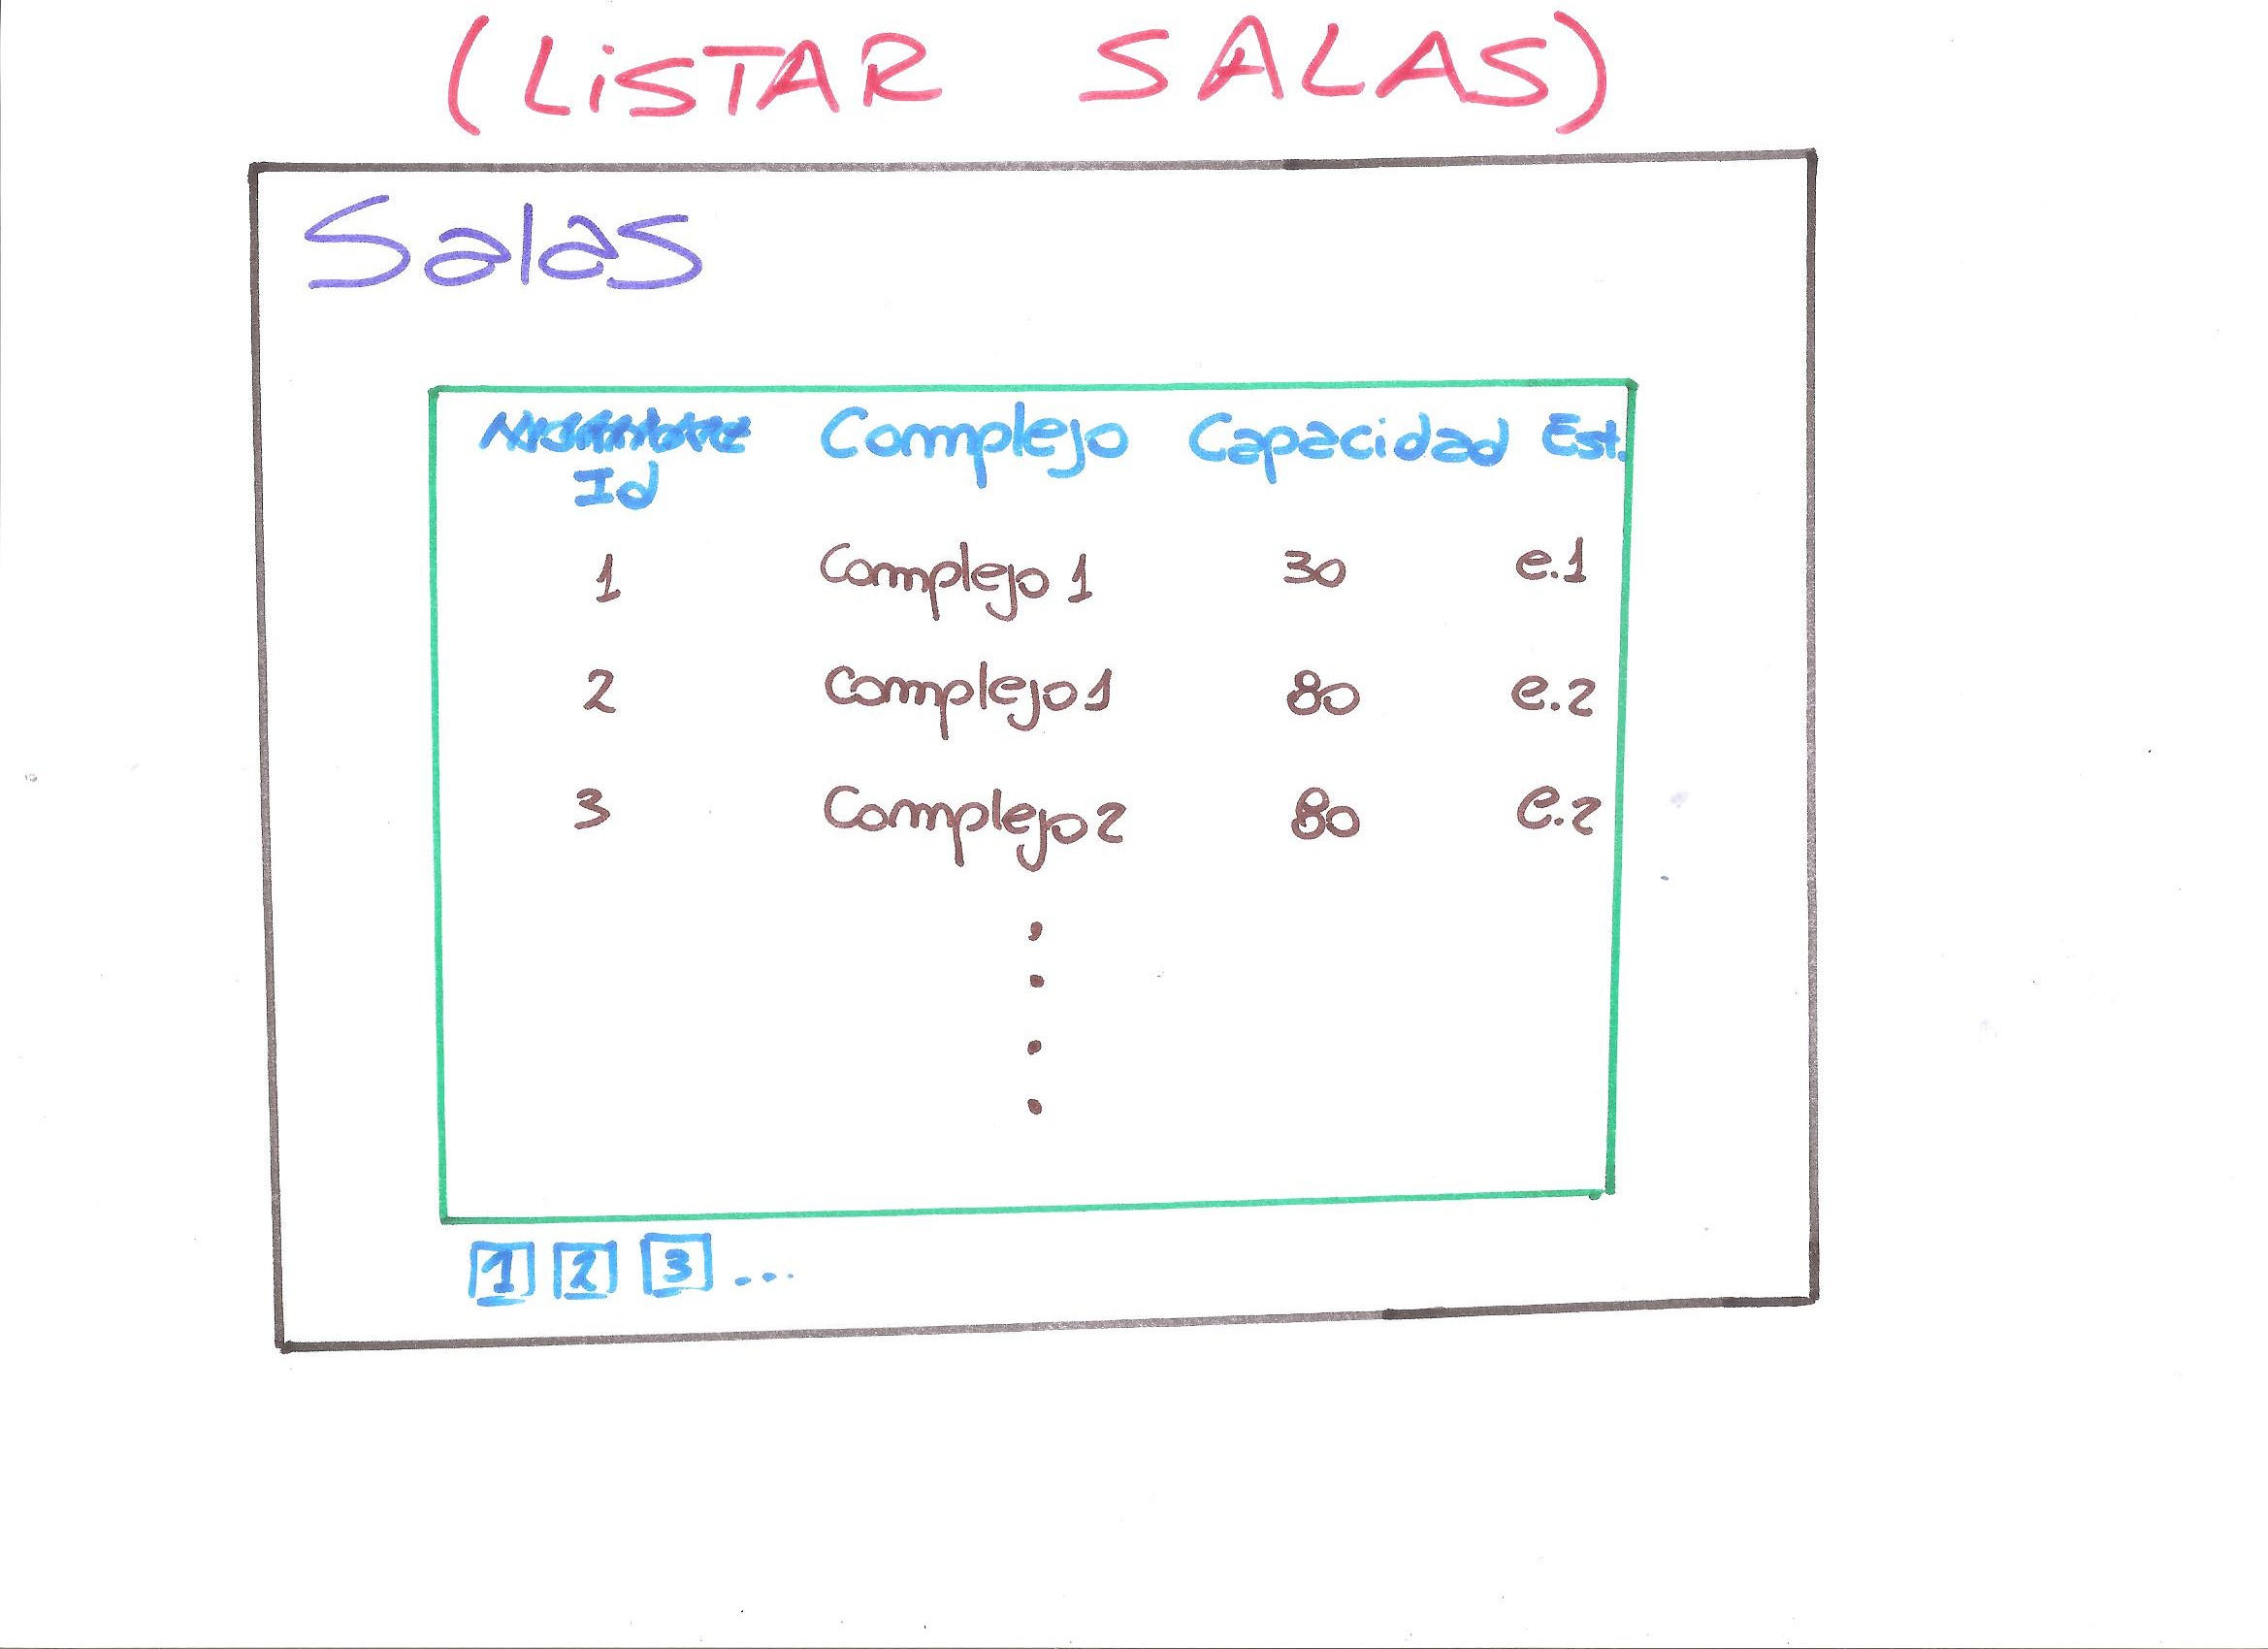 (LiSTAR SALAS)
Salas
Complejo Capacidad Est.
Id
1 Complejo 1 30 e.1
2 Complejo 1 80 e.2
3 Complejo 2 80 e.2
1 2 3 ...